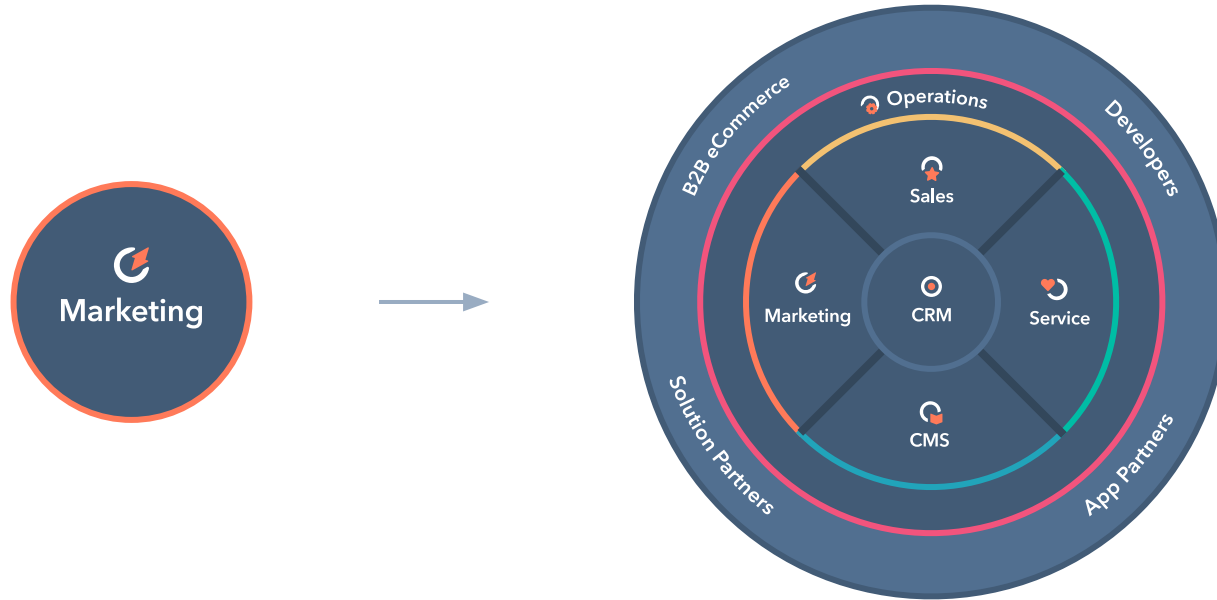 Marketing
B2B eCommerce
Developers
Operations
Sales
Marketing
CRM
Service
CMS
Solution Partners
App Partners